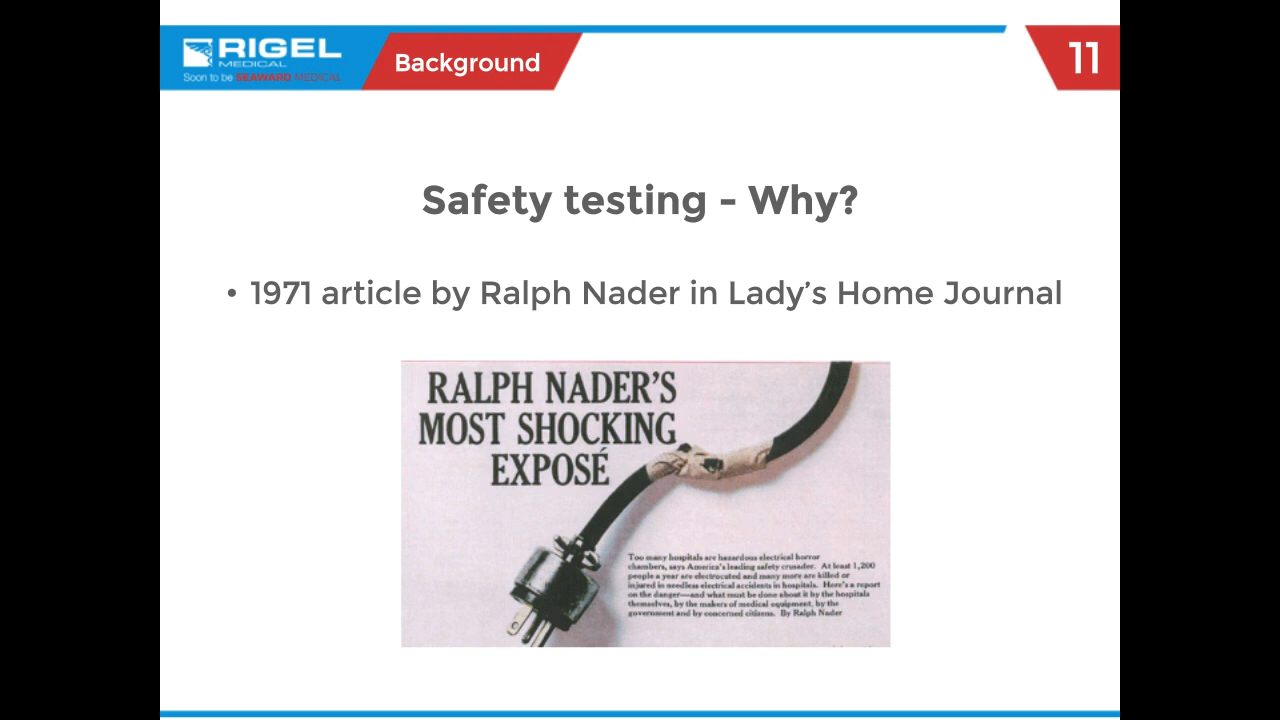 RIGEL
MEDICAL
Soon to be SEAWARD MEDICAL
Background
11
Safety testing - Why?
• 1971 article by Ralph Nader in Lady's Home Journal
RALPH NADER'S
MOST SHOCKING
EXPOSÉ
Too many hospitals are hazardous electrical horror
chambers, says America's leading safety crusader. At least 1,200
people a year are electrocuted and many more are killed or
injured in needless electrical accidents in hospitals. Here's a report
on the danger—and what must be done about it by the hospitals
themselves, by the makers of medical equipment, by the
government and by concerned citizens. By Ralph Nader